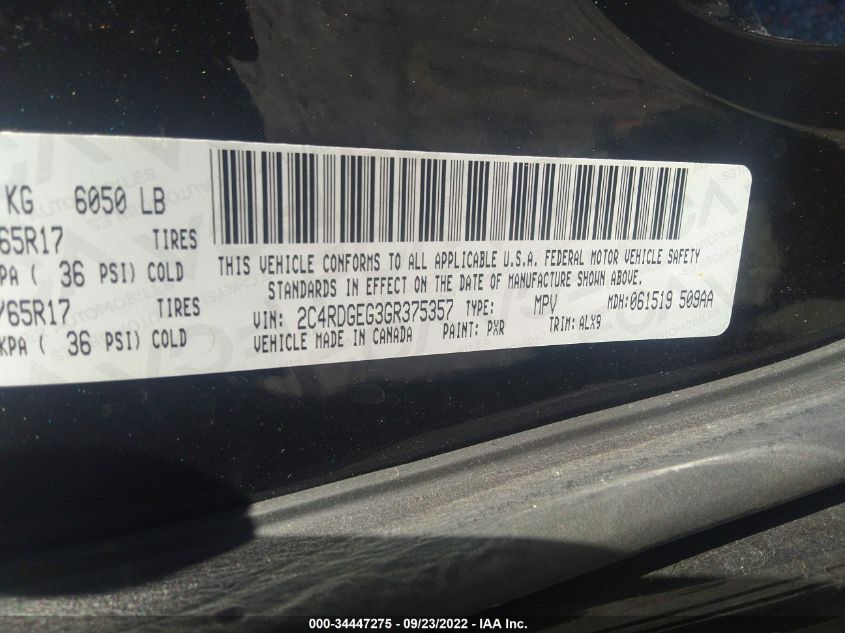 KG 6050 LB
65R17 TIRES
KPA ( 36 PSI) COLD
/65R17 TIRES
KPA ( 36 PSI) COLD
THIS VEHICLE CONFORMS TO ALL APPLICABLE U.S.A. FEDERAL MOTOR VEHICLE SAFETY
STANDARDS IN EFFECT ON THE DATE OF MANUFACTURE SHOWN ABOVE.
VIN: 2C4RDGEG3GR375357 TYPE: MPV MDH: 061519 509AA
VEHICLE MADE IN CANADA PAINT: PXR TRIM: ALX9
000-34447275 - 09/23/2022 - IAA Inc.